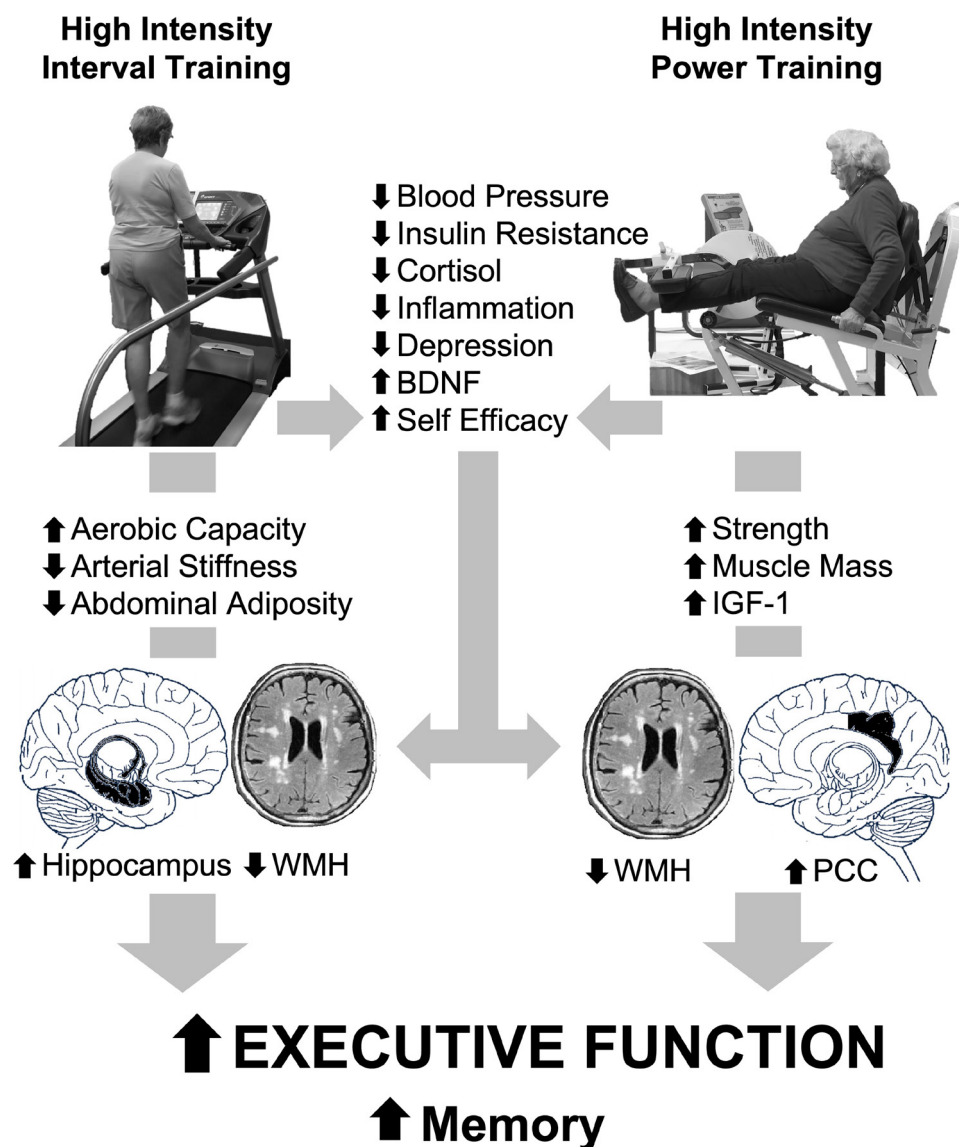 High Intensity
Interval Training
High Intensity
Power Training
⬇ Blood Pressure
⬇ Insulin Resistance
⬇ Cortisol
⬇ Inflammation
⬇ Depression
⬆ BDNF
⬆ Self Efficacy
⬆ Aerobic Capacity
⬇ Arterial Stiffness
⬇ Abdominal Adiposity
⬆ Strength
⬆ Muscle Mass
⬆ IGF-1
⬆ Hippocampus ⬇ WMH
⬇ WMH ⬆ PCC
⬆ EXECUTIVE FUNCTION
⬆ Memory